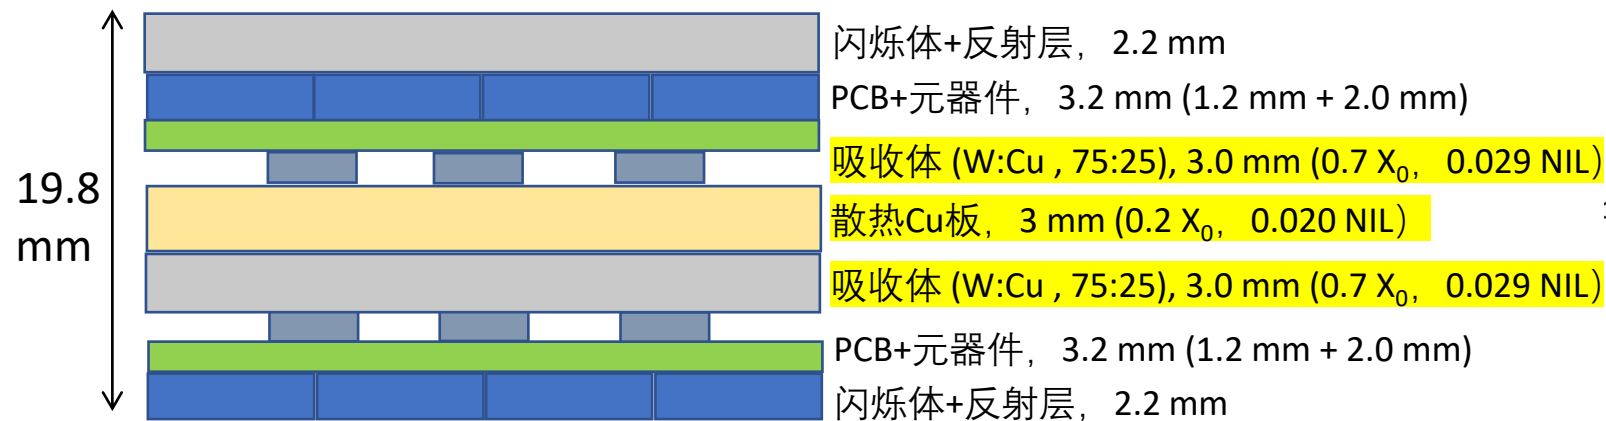 闪烁体+反射层，2.2 mm
PCB+元器件，3.2 mm (1.2 mm + 2.0 mm)
吸收体 (W:Cu , 75:25), 3.0 mm (0.7 X₀，0.029 NIL）
19.8
mm
散热Cu板，3 mm (0.2 X₀，0.020 NIL）
吸收体 (W:Cu , 75:25), 3.0 mm (0.7 X₀，0.029 NIL）
PCB+元器件，3.2 mm (1.2 mm + 2.0 mm)
闪烁体+反射层，2.2 mm